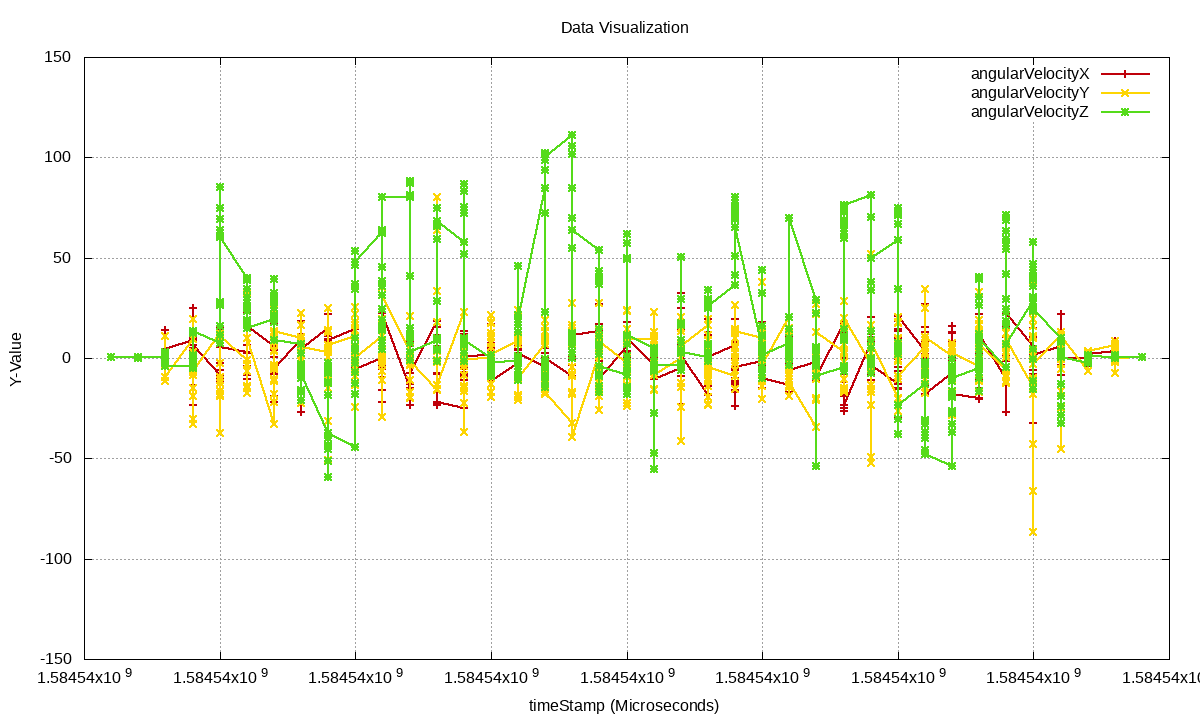 Data Visualization
150
100
50
0
-50
-100
-150
Y-Value
angularVelocityX
angularVelocityY
angularVelocityZ
1.58454x10 9 1.58454x10 9 1.58454x10 9 1.58454x10 9 1.58454x10 9 1.58454x10 9 1.58454x10 9 1.58454x10 9 1.58454x10
timeStamp (Microseconds)